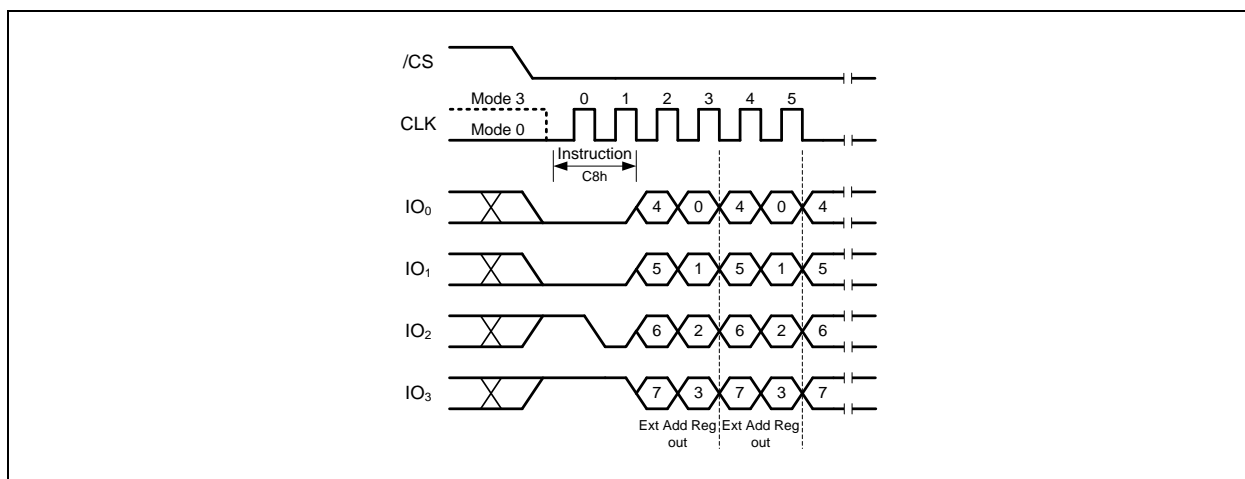 /CS
Mode 3 0 1 2 3 4 5
CLK
Mode 0
Instruction
C8h
IO₀ 4 0 4 0 4
IO₁ 5 1 5 1 5
IO₂ 6 2 6 2 6
IO₃ 7 3 7 3 7
Ext Add Reg out Ext Add Reg out